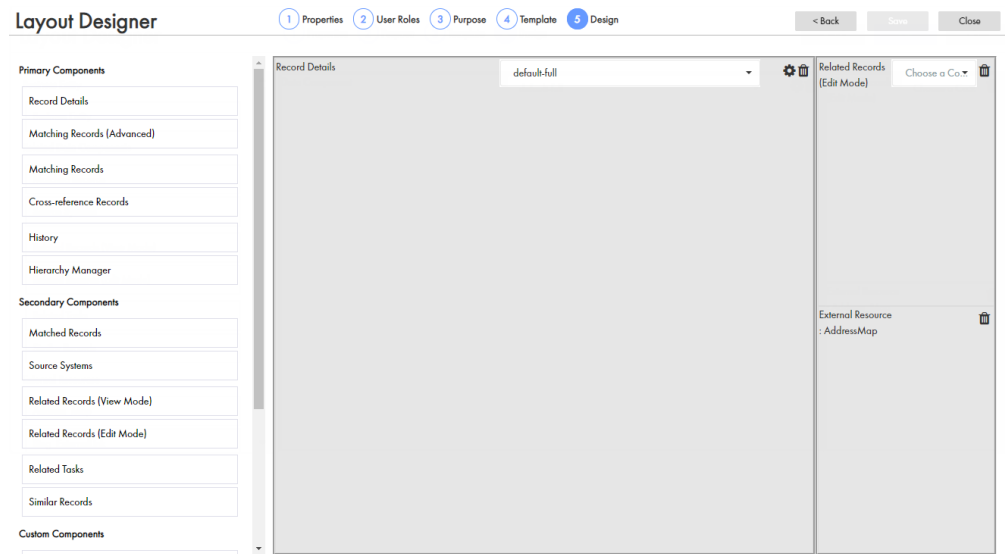 Layout Designer
1 Properties
2 User Roles
3 Purpose
4 Template
5 Design
< Back
Save
Close
Primary Components
Record Details
Matching Records (Advanced)
Matching Records
Cross-reference Records
History
Hierarchy Manager
Secondary Components
Matched Records
Source Systems
Related Records (View Mode)
Related Records (Edit Mode)
Related Tasks
Similar Records
Custom Components
Record Details
default-full
Related Records
(Edit Mode)
Choose a Co...
External Resource
: AddressMap